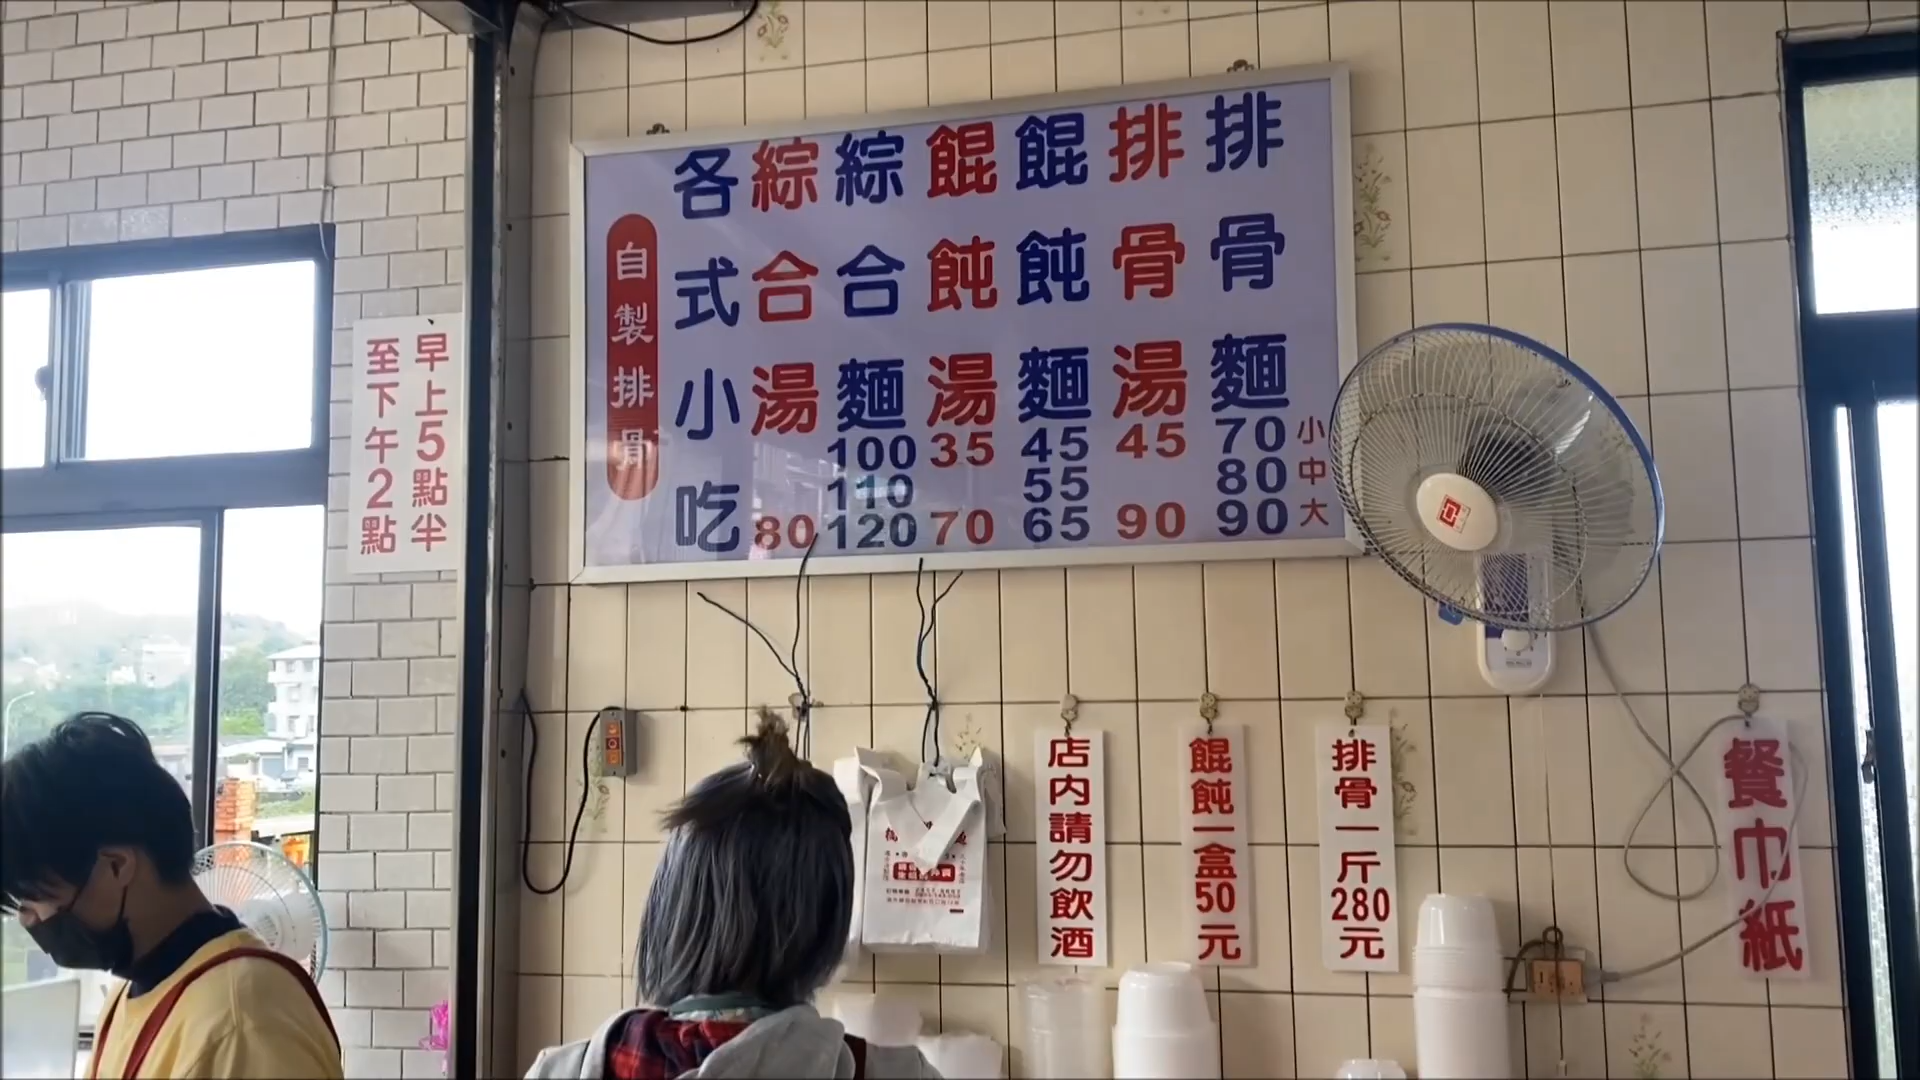 排骨麵 70 80 90 小中大
排骨湯 45 90
餛飩麵 45 55 65
餛飩湯 35 70
綜合麵 100 110 120
綜合湯 80
各式小吃
自製排骨
早上5點半
至下午2點
店內請勿飲酒
餛飩一盒50元
排骨一斤280元
餐巾紙